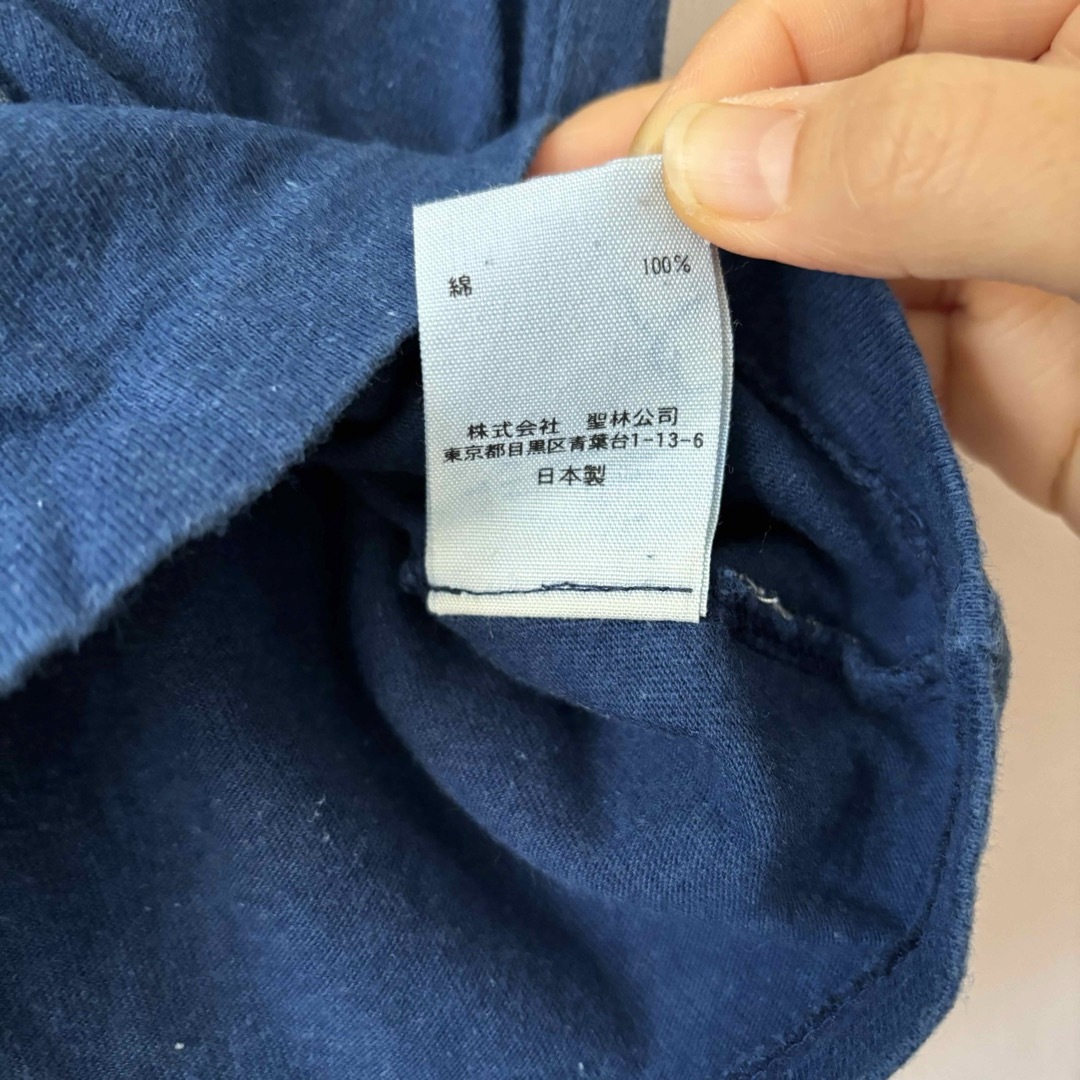 綿 100%
株式会社 聖林公司
東京都目黒区青葉台1-13-6
日本製